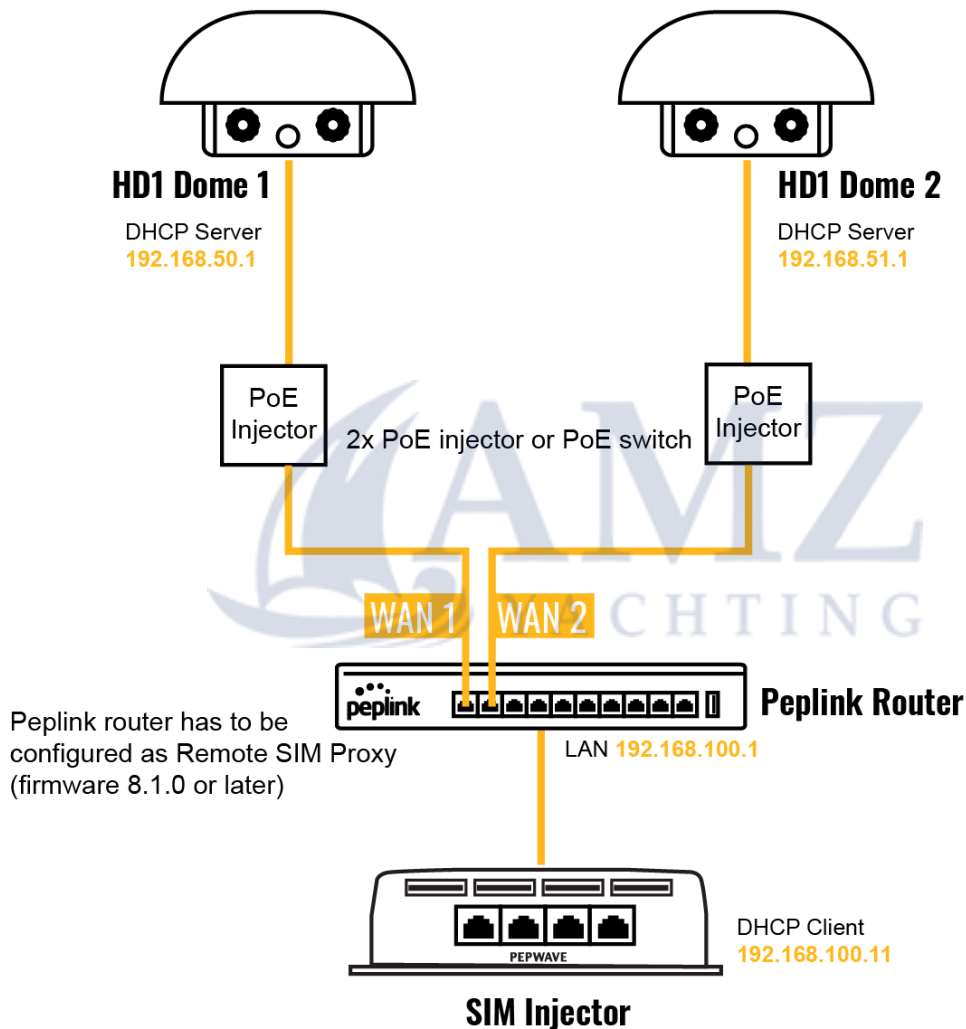 HD1 Dome 1
DHCP Server
192.168.50.1
HD1 Dome 2
DHCP Server
192.168.51.1
PoE
Injector
2x PoE injector or PoE switch
PoE
Injector
AMZ
YACHTING
WAN 1
WAN 2
peplink
Peplink Router
Peplink router has to be
configured as Remote SIM Proxy
(firmware 8.1.0 or later)
LAN 192.168.100.1
PEPWAVE
DHCP Client
192.168.100.11
SIM Injector